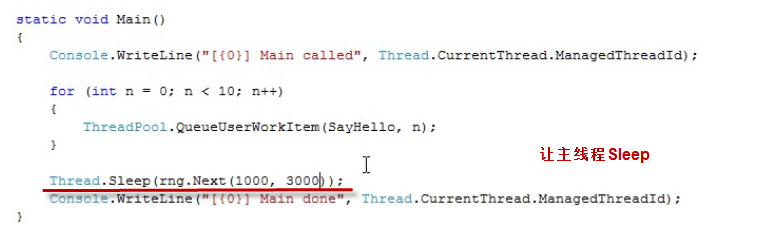 static void Main()
{
Console.WriteLine("[{0}] Main called", Thread.CurrentThread.ManagedThreadId);
for (int n = 0; n < 10; n++)
{
ThreadPool.QueueUserWorkItem(SayHello, n);
}
让主线程Sleep
Thread.Sleep(rng.Next(1000, 3000));
Console.WriteLine("[{0}] Main done", Thread.CurrentThread.ManagedThreadId);
}